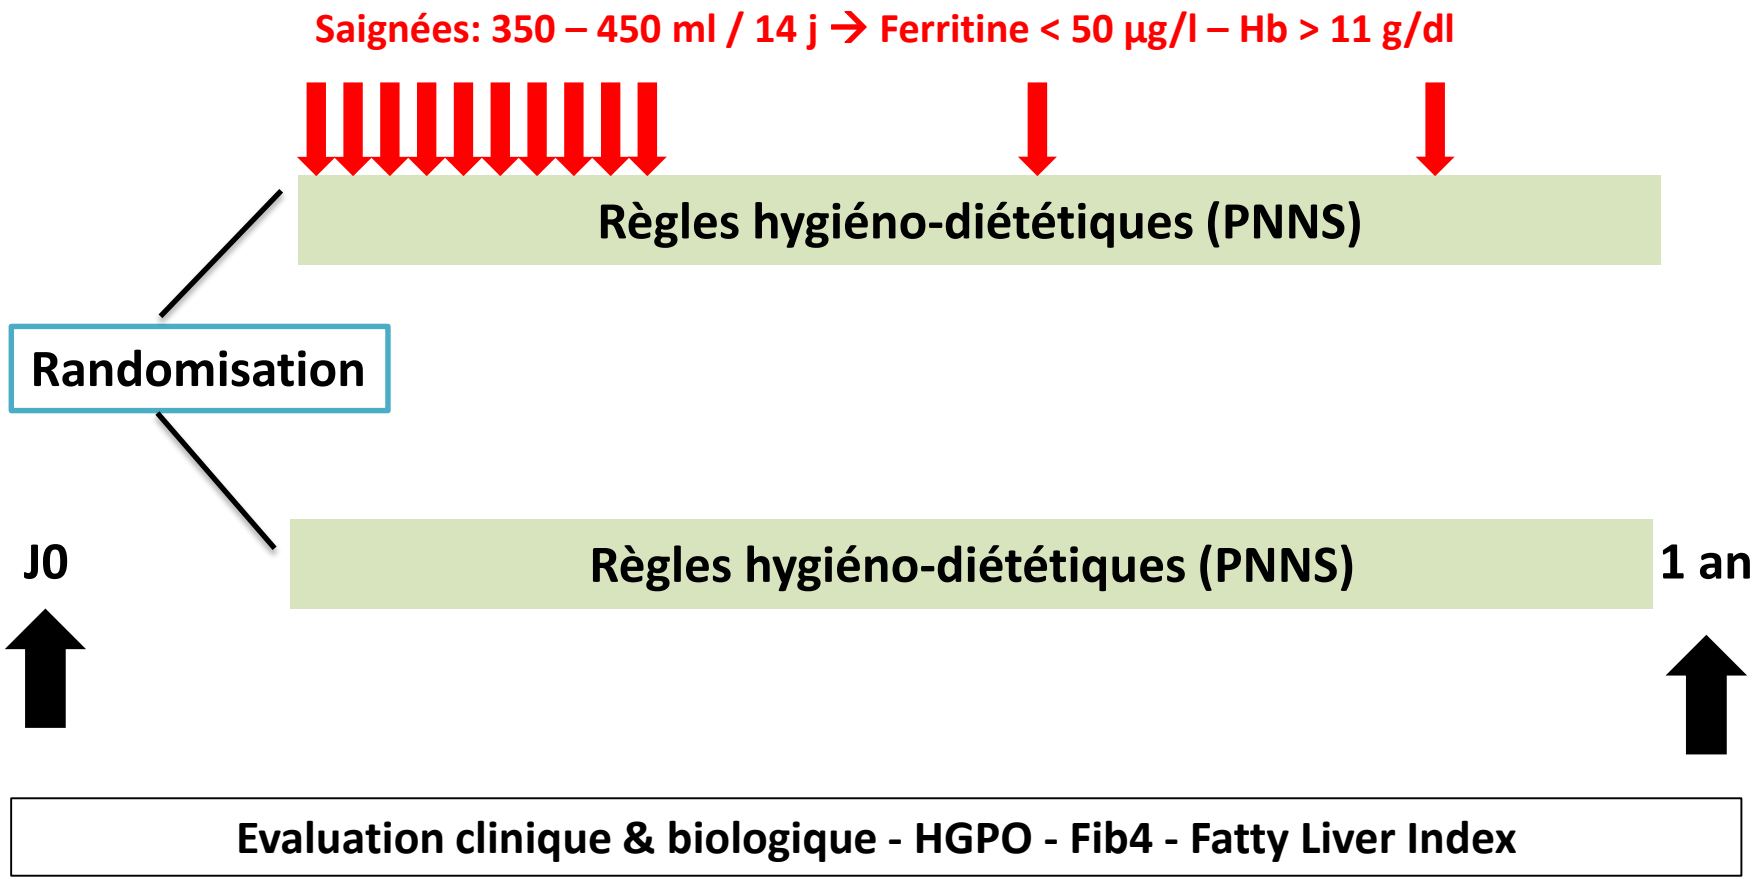 Saignées: 350 – 450 ml / 14 j → Ferritine < 50 µg/l – Hb > 11 g/dl
Règles hygiéno-diététiques (PNNS)
Randomisation
J0
Règles hygiéno-diététiques (PNNS)
1 an
Evaluation clinique & biologique - HGPO - Fib4 - Fatty Liver Index